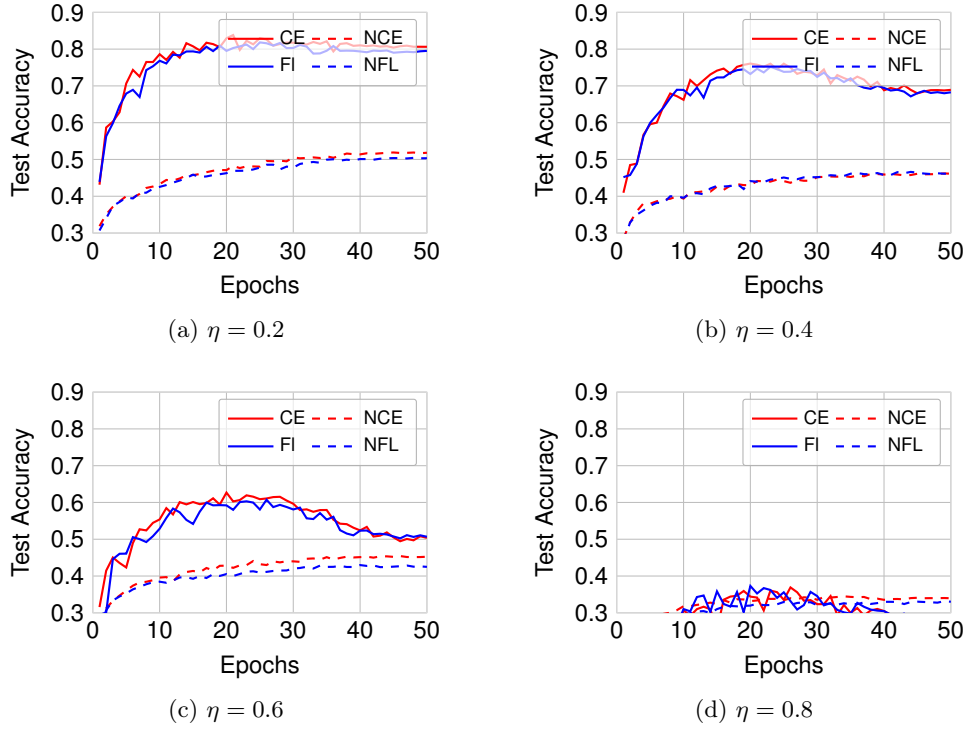 0.9
0.8
0.7
0.6
0.5
0.4
0.3
Test Accuracy
CE NCE
FI NFL
0 10 20 30 40 50
Epochs
(a) η = 0.2
0.9
0.8
0.7
0.6
0.5
0.4
0.3
Test Accuracy
CE NCE
FI NFL
0 10 20 30 40 50
Epochs
(b) η = 0.4
0.9
0.8
0.7
0.6
0.5
0.4
0.3
Test Accuracy
CE NCE
FI NFL
0 10 20 30 40 50
Epochs
(c) η = 0.6
0.9
0.8
0.7
0.6
0.5
0.4
0.3
Test Accuracy
CE NCE
FI NFL
0 10 20 30 40 50
Epochs
(d) η = 0.8